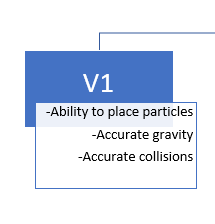 V1
-Ability to place particles
-Accurate gravity
-Accurate collisions